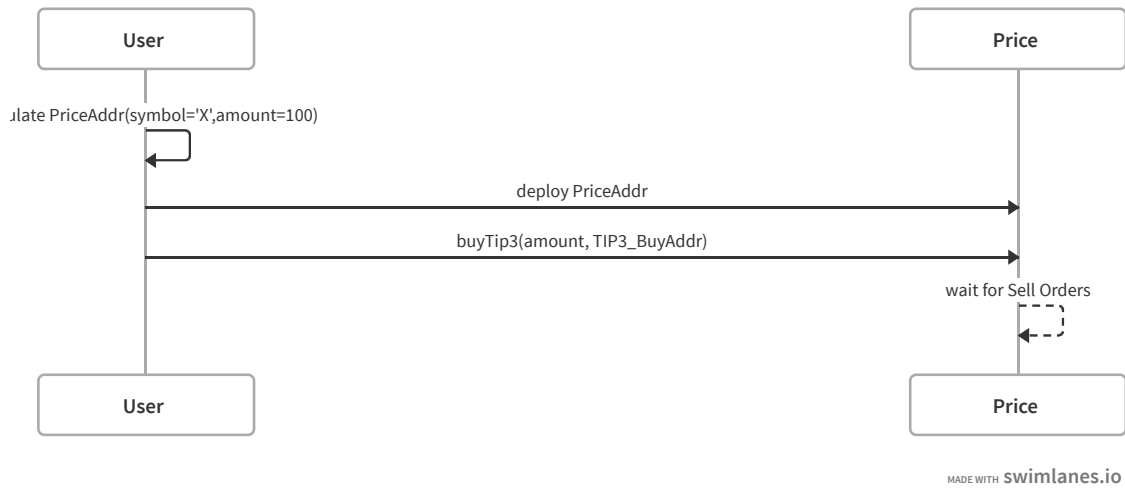 User Price
ulate PriceAddr(symbol='X',amount=100)
deploy PriceAddr
buyTip3(amount, TIP3_BuyAddr)
wait for Sell Orders
User Price
MADE WITH swimlanes.io